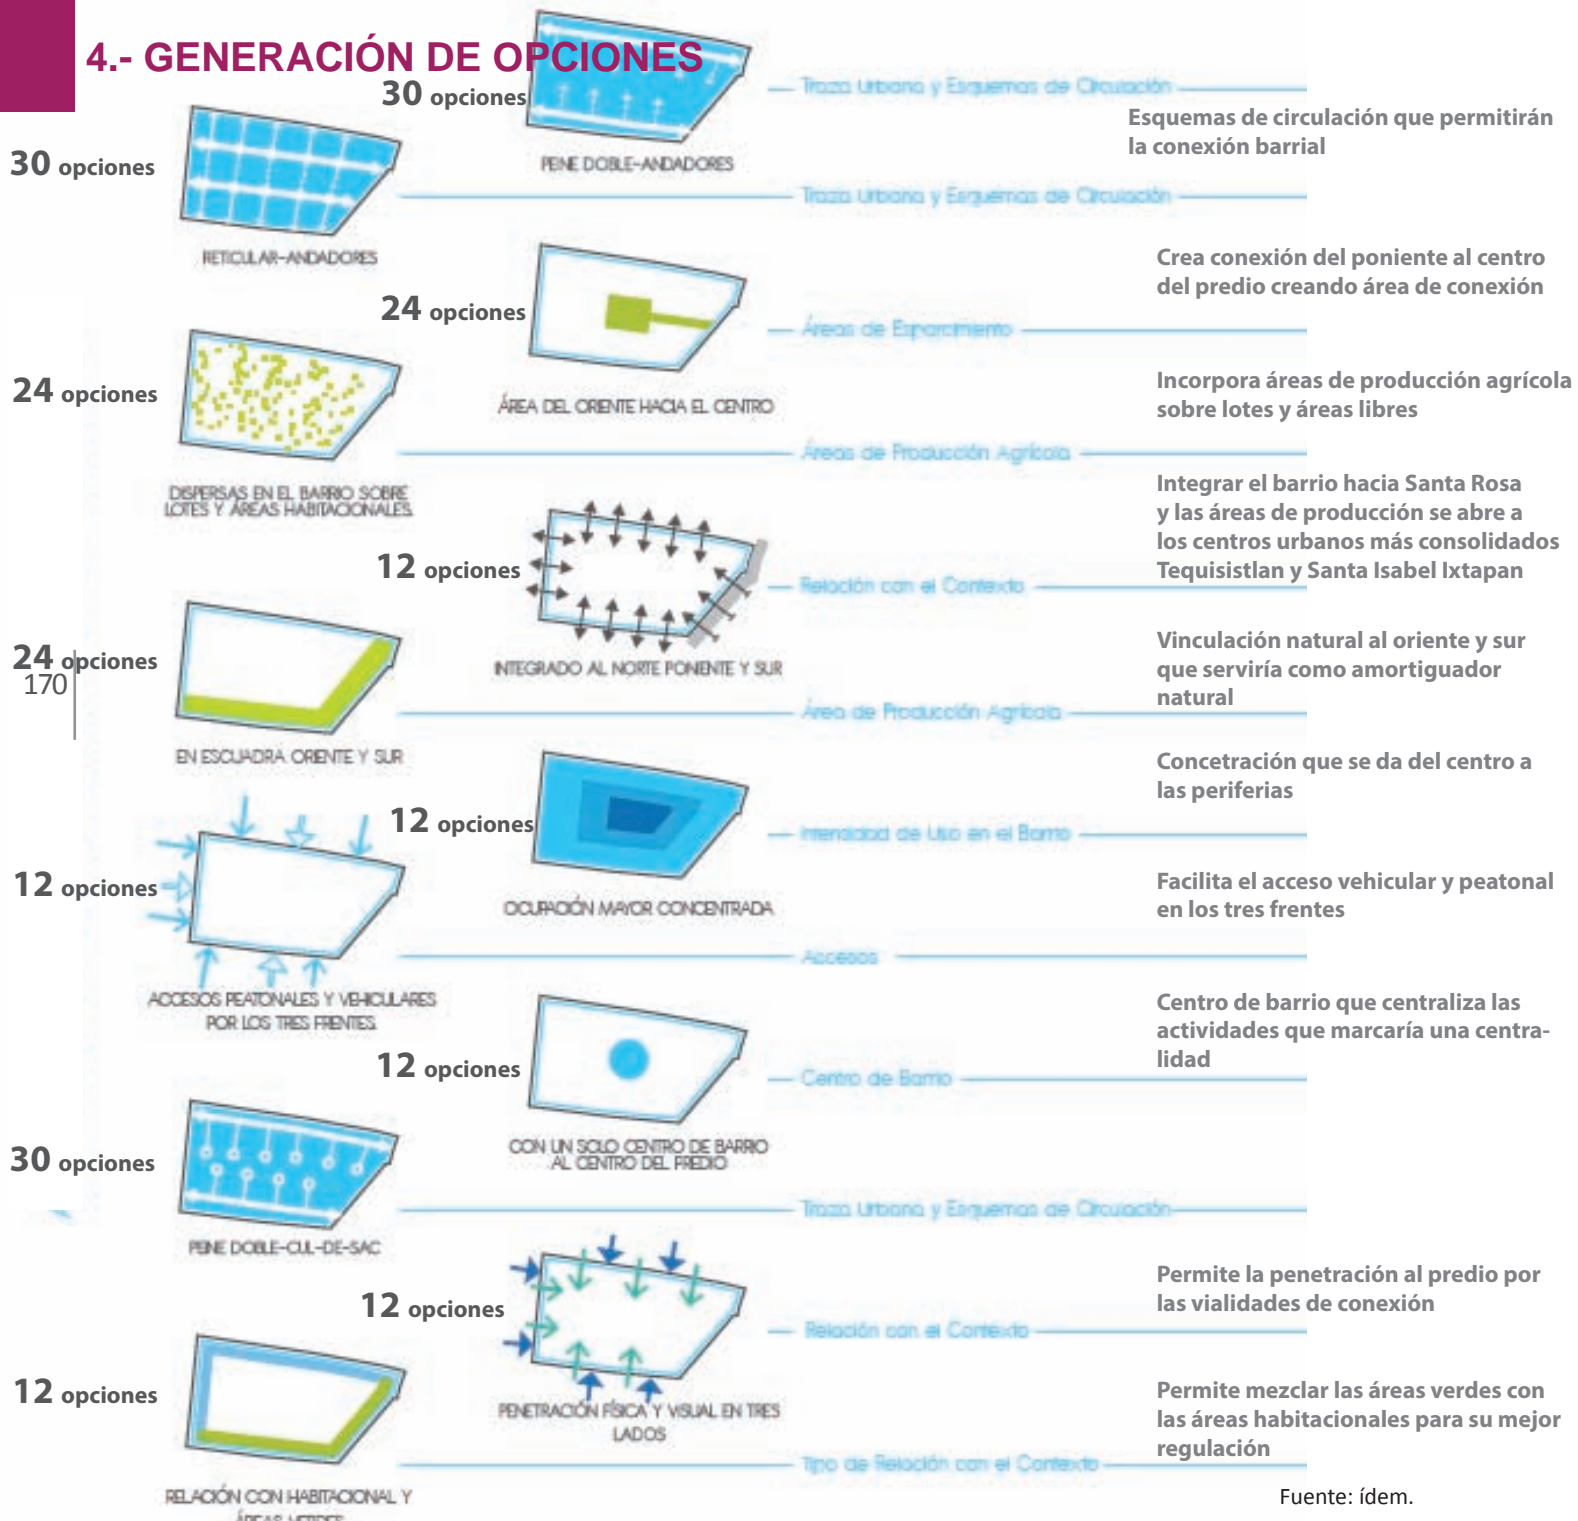 4.- GENERACIÓN DE OPCIONES
30 opciones
Traza Urbana y Esquemas de Circulación
Esquemas de circulación que permitirán
la conexión barrial
30 opciones
PEINE DOBLE-ANDADORES
Traza Urbana y Esquemas de Circulación
RETICULAR-ANDADORES
Crea conexión del poniente al centro
del predio creando área de conexión
24 opciones
Áreas de Esparcimiento
24 opciones
ÁREA DEL ORIENTE HACIA EL CENTRO
Incorpora áreas de producción agrícola
sobre lotes y áreas libres
Áreas de Producción Agrícola
DISPERSAS EN EL BARRIO SOBRE
LOTES Y ÁREAS HABITACIONALES.
Integrar el barrio hacia Santa Rosa
y las áreas de producción se abre a
los centros urbanos más consolidados
Tequisistlan y Santa Isabel Ixtapan
12 opciones
Relación con el Contexto
24 opciones
170
INTEGRADO AL NORTE PONIENTE Y SUR
Vinculación natural al oriente y sur
que serviría como amortiguador
natural
Área de Producción Agrícola
EN ESCUADRA ORIENTE Y SUR
Concetración que se da del centro a
las periferias
12 opciones
Intensidad de Uso en el Barrio
12 opciones
OCUPACIÓN MAYOR CONCENTRADA
Facilita el acceso vehicular y peatonal
en los tres frentes
Accesos
ACCESOS PEATONALES Y VEHICULARES
POR LOS TRES FRENTES.
Centro de barrio que centraliza las
actividades que marcaría una centra-
lidad
12 opciones
Centro de Barrio
CON UN SOLO CENTRO DE BARRIO
AL CENTRO DEL PREDIO
30 opciones
Traza Urbana y Esquemas de Circulación
PEINE DOBLE-CUL-DE-SAC
Permite la penetración al predio por
las vialidades de conexión
12 opciones
Relación con el Contexto
12 opciones
PENETRACIÓN FÍSICA Y VISUAL EN TRES
LADOS
Permite mezclar las áreas verdes con
las áreas habitacionales para su mejor
regulación
Tipo de Relación con el Contexto
RELACIÓN CON HABITACIONAL Y
ÁREAS VERDES
Fuente: ídem.